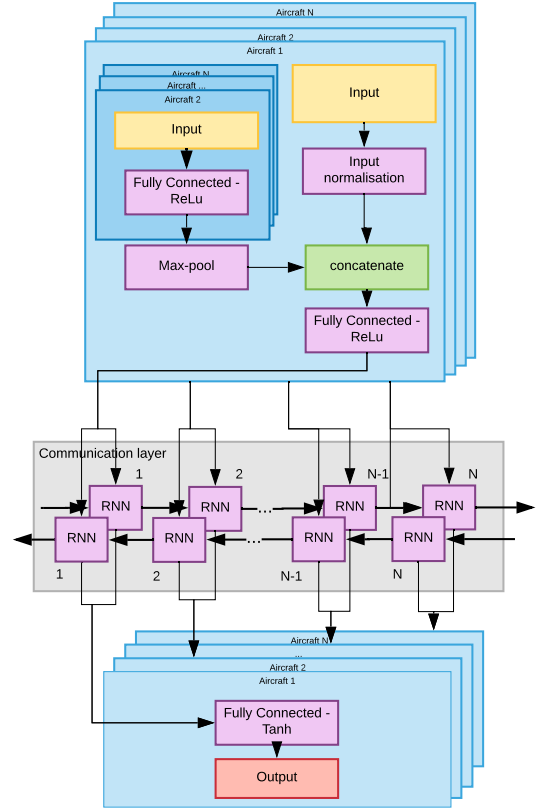 Aircraft N
Aircraft 2
Aircraft 1
Aircraft N
Aircraft ...
Aircraft 2
Input
Input
Fully Connected -
ReLu
Input
normalisation
Max-pool
concatenate
Fully Connected -
ReLu
Communication layer
1
2
N-1
N
RNN
RNN
...
RNN
RNN
RNN
RNN
...
RNN
RNN
1
2
N-1
N
Aircraft N
...
Aircraft 2
Aircraft 1
Fully Connected -
Tanh
Output